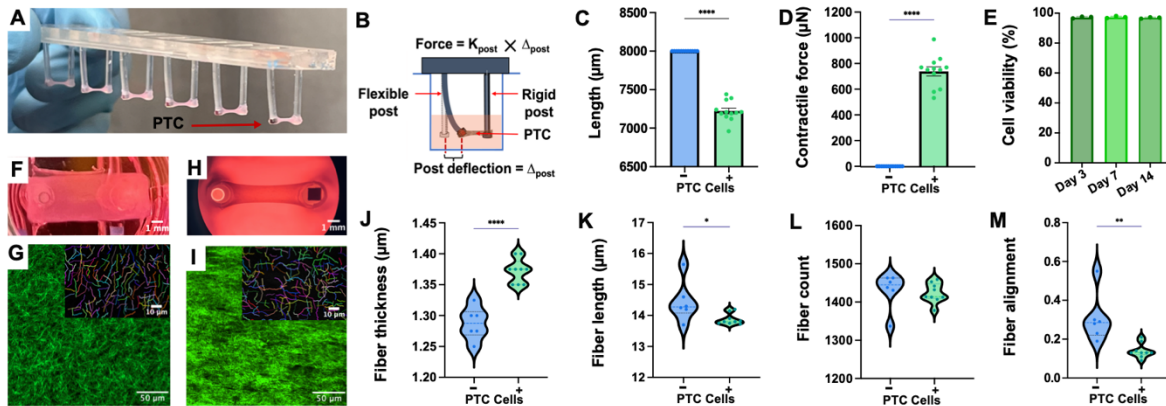 A
PTC
B
Force = Kpost × Δpost
Flexible post
Rigid post
PTC
Post deflection = Δpost
C
Length (µm)
8000
7500
7000
6500
****
− +
PTC Cells
D
Contractile force (µN)
1200
1000
800
600
400
200
0
****
− +
PTC Cells
E
Cell viability (%)
100
80
60
40
20
0
Day 3
Day 7
Day 14
F
1 mm
H
1 mm
G
10 µm
50 µm
I
10 µm
50 µm
J
Fiber thickness (µm)
1.45
1.40
1.35
1.30
1.25
1.20
****
− +
PTC Cells
K
Fiber length (µm)
17
16
15
14
13
12
*
− +
PTC Cells
L
Fiber count
1600
1500
1400
1300
1200
− +
PTC Cells
M
Fiber alignment
0.8
0.6
0.4
0.2
0.0
**
− +
PTC Cells